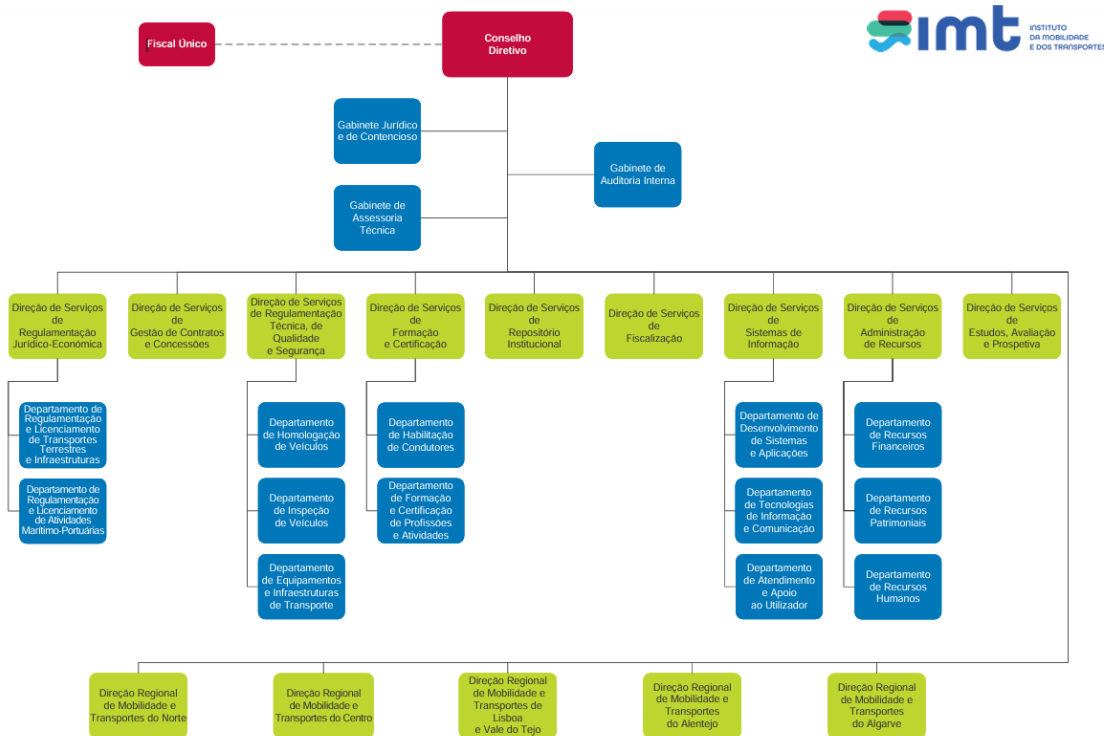 Fiscal Único
Conselho
Diretivo
imt
INSTITUTO
DA MOBILIDADE
E DOS TRANSPORTES
Gabinete Jurídico
e de Contencioso
Gabinete de
Auditoria Interna
Gabinete de
Assessoria
Técnica
Direção de Serviços
de
Regulamentação
Jurídico-Económica
Direção de Serviços
de
Gestão de Contratos
e Concessões
Direção de Serviços
de Regulamentação
Técnica, de
Qualidade
e Segurança
Direção de Serviços
de
Formação
e Certificação
Direção de Serviços
de
Repositório
Institucional
Direção de Serviços
de
Fiscalização
Direção de Serviços
de
Sistemas de
Informação
Direção de Serviços
de
Administração
de Recursos
Direção de Serviços
de
Estudos, Avaliação
e Prospetiva
Departamento de
Regulamentação
e Licenciamento
de Transportes
Terrestres
e Infraestruturas
Departamento
de Homologação
de Veículos
Departamento
de Habilitação
de Condutores
Departamento de
Desenvolvimento
de Sistemas
e Aplicações
Departamento
de Recursos
Financeiros
Departamento de
Regulamentação
e Licenciamento
de Atividades
Marítimo-Portuárias
Departamento
de Inspeção
de Veículos
Departamento
de Formação
e Certificação
de Profissões
e Atividades
Departamento
de Tecnologias
de Informação
e Comunicação
Departamento
de Recursos
Patrimoniais
Departamento
de Equipamentos
e Infraestruturas
de Transporte
Departamento
de Atendimento
e Apoio
ao Utilizador
Departamento
de Recursos
Humanos
Direção Regional
de Mobilidade e
Transportes do Norte
Direção Regional
de Mobilidade e
Transportes do Centro
Direção Regional
de Mobilidade e
Transportes de
Lisboa
e Vale do Tejo
Direção Regional
de Mobilidade e
Transportes
do Alentejo
Direção Regional
de Mobilidade e
Transportes
do Algarve